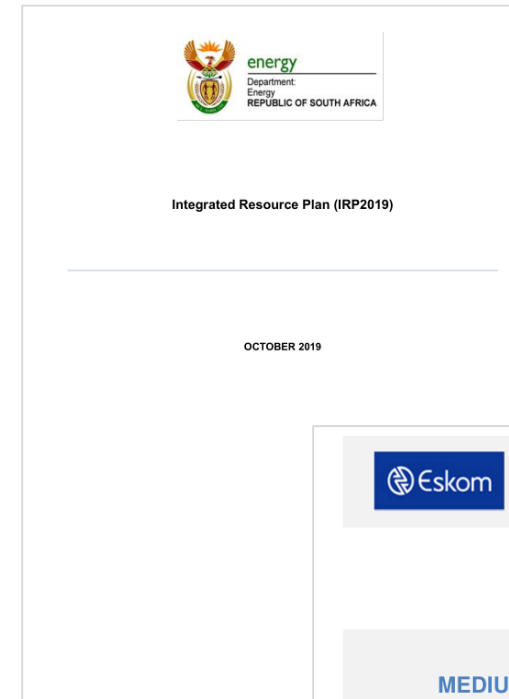 energy
Department:
Energy
REPUBLIC OF SOUTH AFRICA
Integrated Resource Plan (IRP2019)
OCTOBER 2019
Eskom
MEDIU